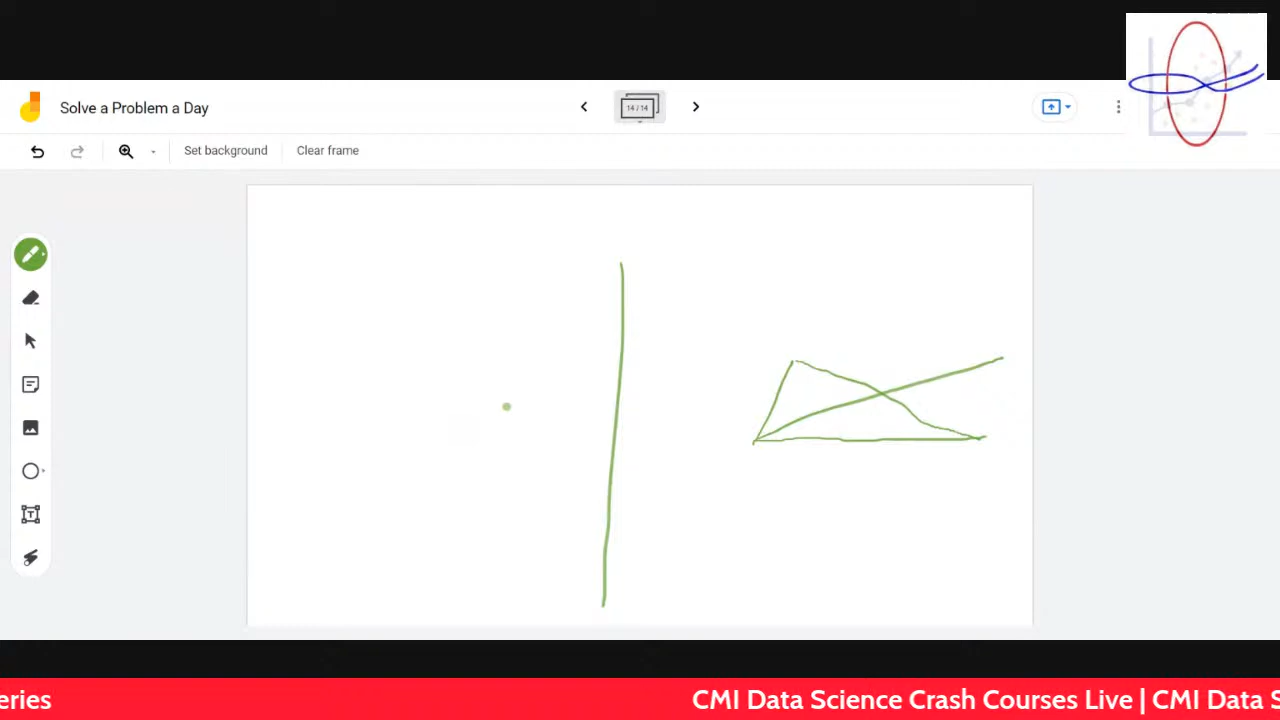 Solve a Problem a Day
14 / 14
Set background
Clear frame
eries
CMI Data Science Crash Courses Live | CMI Data S